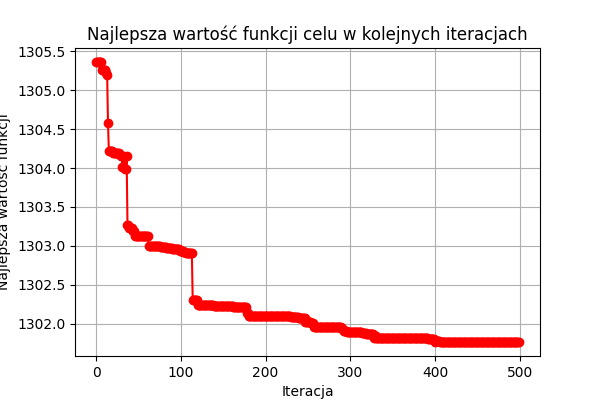 Najlepsza wartość funkcji celu w kolejnych iteracjach
Najlepsza wartość funkcji
1305.5
1305.0
1304.5
1304.0
1303.5
1303.0
1302.5
1302.0
0 100 200 300 400 500
Iteracja